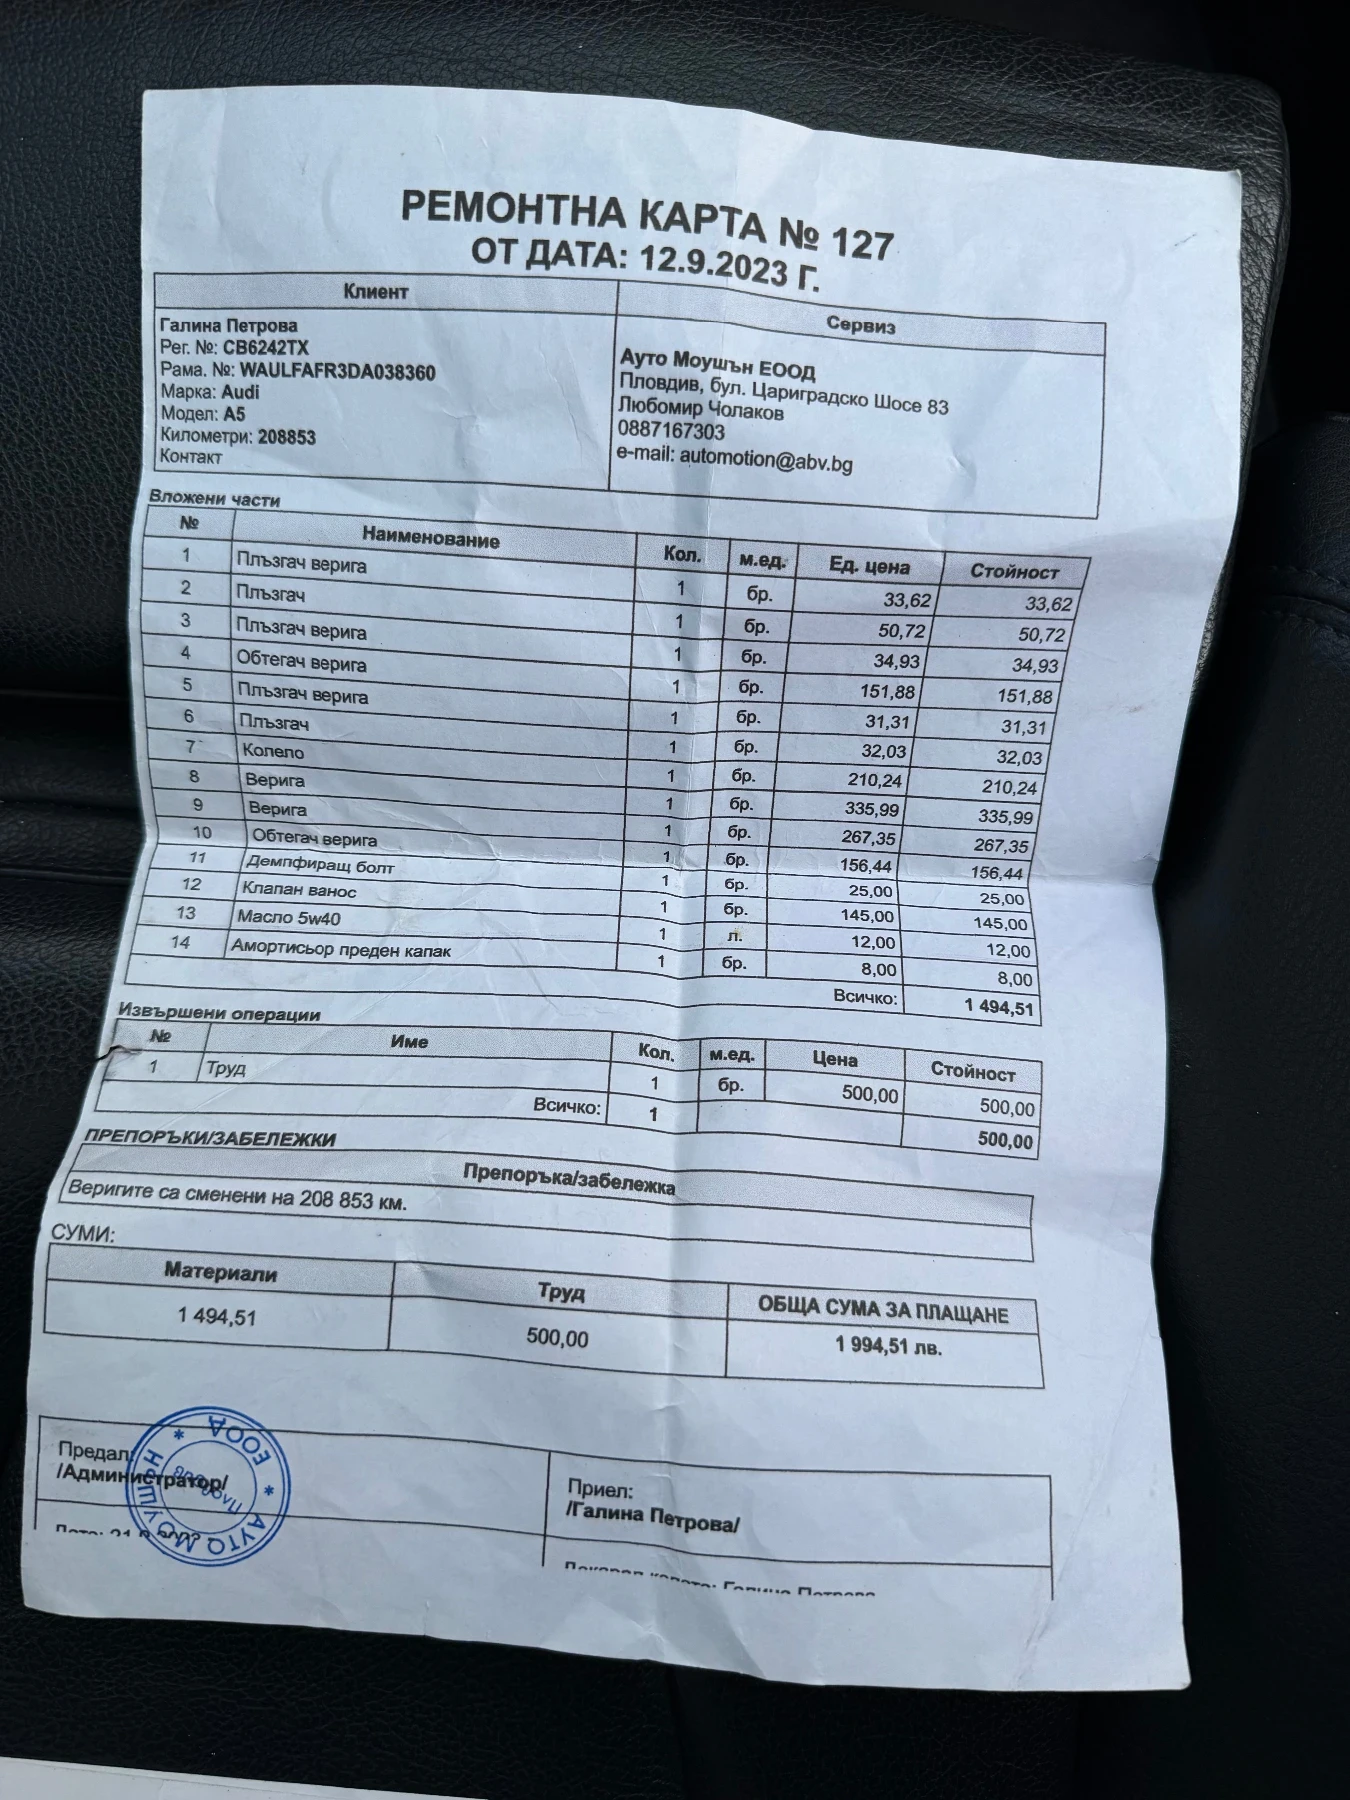 РЕМОНТНА КАРТА № 127
ОТ ДАТА: 12.9.2023 Г.
Клиент
Галина Петрова
Рег. №: CB6242TX
Рама. №: WAULFAFR3DA038360
Марка: Audi
Модел: A5
Километри: 208853
Контакт
Сервиз
Ауто Моушън ЕООД
Пловдив, бул. Цариградско Шосе 83
Любомир Чолаков
0887167303
e-mail: automotion@abv.bg
Вложени части
№ Наименование Кол. м.ед. Ед. цена Стойност
1 Плъзгач верига 1 бр. 33,62 33,62
2 Плъзгач 1 бр. 50,72 50,72
3 Плъзгач верига 1 бр. 34,93 34,93
4 Обтегач верига 1 бр. 151,88 151,88
5 Плъзгач верига 1 бр. 31,31 31,31
6 Плъзгач 1 бр. 32,03 32,03
7 Колело 1 бр. 210,24 210,24
8 Верига 1 бр. 335,99 335,99
9 Верига 1 бр. 267,35 267,35
10 Обтегач верига 1 бр. 156,44 156,44
11 Демпфиращ болт 1 бр. 25,00 25,00
12 Клапан ванос 1 бр. 145,00 145,00
13 Масло 5w40 1 л. 12,00 12,00
14 Амортисьор преден капак 1 бр. 8,00 8,00
Всичко: 1 494,51
Извършени операции
№ Име Кол. м.ед. Цена Стойност
1 Труд 1 бр. 500,00 500,00
Всичко: 1 500,00
ПРЕПОРЪКИ/ЗАБЕЛЕЖКИ
Препоръка/забележка
Веригите са сменени на 208 853 км.
СУМИ:
Материали Труд ОБЩА СУМА ЗА ПЛАЩАНЕ
1 494,51 500,00 1 994,51 лв.
Предал:
/Администратор/
Приел:
/Галина Петрова/
АУТО МОУШЪН * ЕООД *
Пловдив